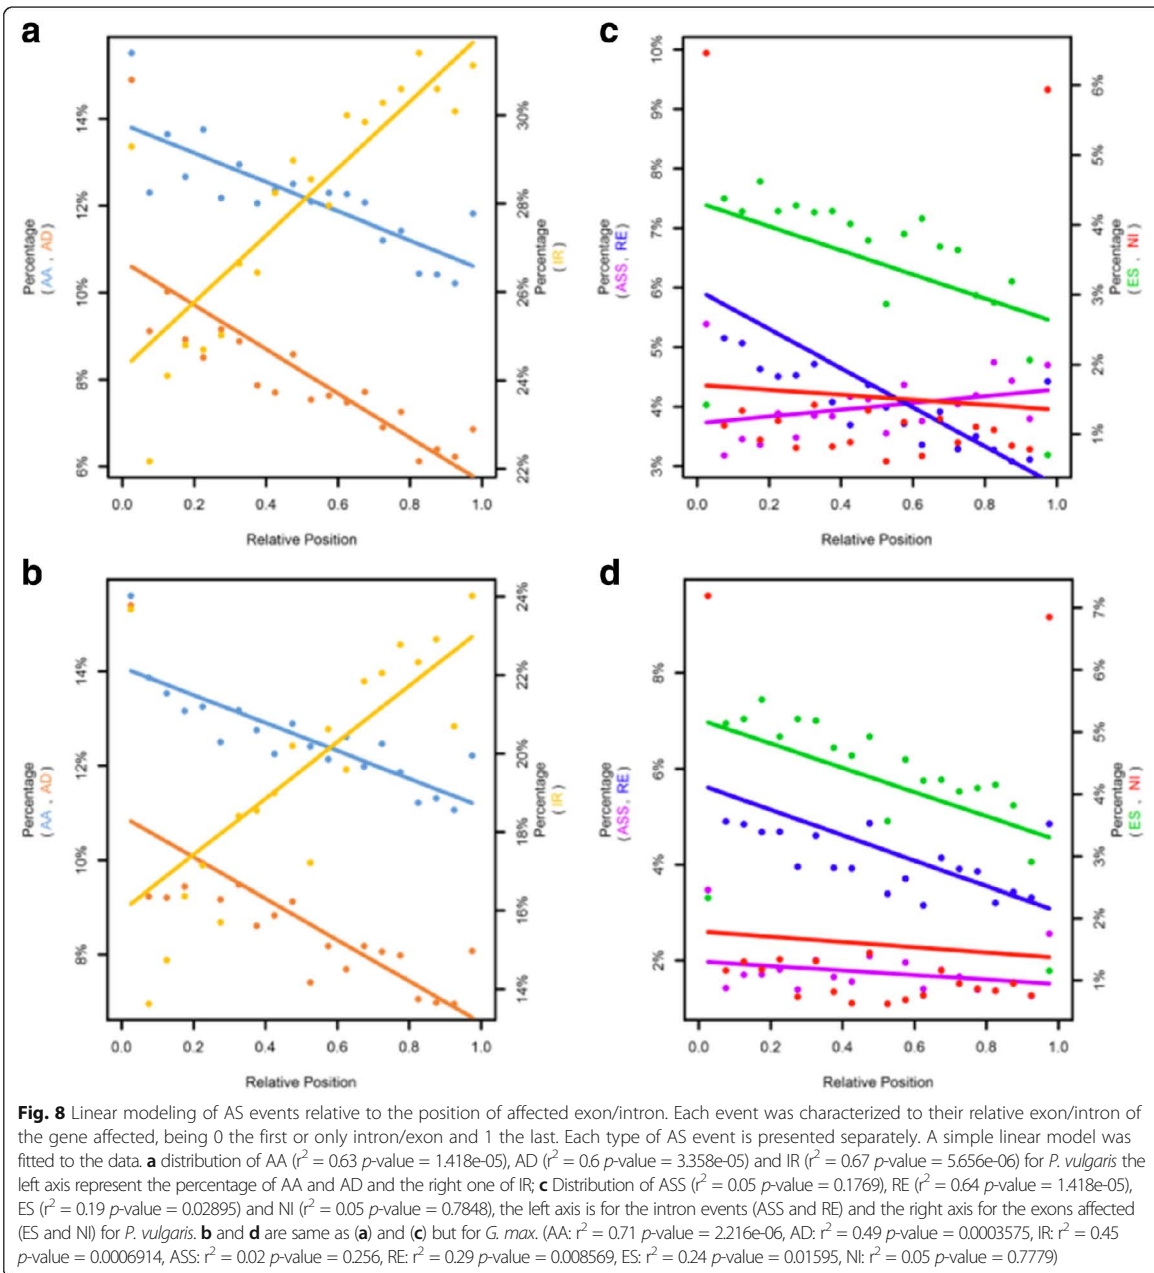 a
14%
12%
10%
8%
6%
Percentage
( AA , AD )
30%
28%
26%
24%
22%
Percentage
( IR )
0.0 0.2 0.4 0.6 0.8 1.0
Relative Position
c
10%
9%
8%
7%
6%
5%
4%
3%
Percentage
( ASS , RE )
6%
5%
4%
3%
2%
1%
Percentage
( ES , NI )
0.0 0.2 0.4 0.6 0.8 1.0
Relative Position
b
14%
12%
10%
8%
Percentage
( AA , AD )
24%
22%
20%
18%
16%
14%
Percentage
( IR )
0.0 0.2 0.4 0.6 0.8 1.0
Relative Position
d
8%
6%
4%
2%
Percentage
( ASS , RE )
7%
6%
5%
4%
3%
2%
1%
Percentage
( ES , NI )
0.0 0.2 0.4 0.6 0.8 1.0
Relative Position
Fig. 8 Linear modeling of AS events relative to the position of affected exon/intron. Each event was characterized to their relative exon/intron of
the gene affected, being 0 the first or only intron/exon and 1 the last. Each type of AS event is presented separately. A simple linear model was
fitted to the data. a distribution of AA (r² = 0.63 p-value = 1.418e-05), AD (r² = 0.6 p-value = 3.358e-05) and IR (r² = 0.67 p-value = 5.656e-06) for P. vulgaris the
left axis represent the percentage of AA and AD and the right one of IR; c Distribution of ASS (r² = 0.05 p-value = 0.1769), RE (r² = 0.64 p-value = 1.418e-05),
ES (r² = 0.19 p-value = 0.02895) and NI (r² = 0.05 p-value = 0.7848), the left axis is for the intron events (ASS and RE) and the right axis for the exons affected
(ES and NI) for P. vulgaris. b and d are same as (a) and (c) but for G. max. (AA: r² = 0.71 p-value = 2.216e-06, AD: r² = 0.49 p-value = 0.0003575, IR: r² = 0.45
p-value = 0.0006914, ASS: r² = 0.02 p-value = 0.256, RE: r² = 0.29 p-value = 0.008569, ES: r² = 0.24 p-value = 0.01595, NI: r² = 0.05 p-value = 0.7779)